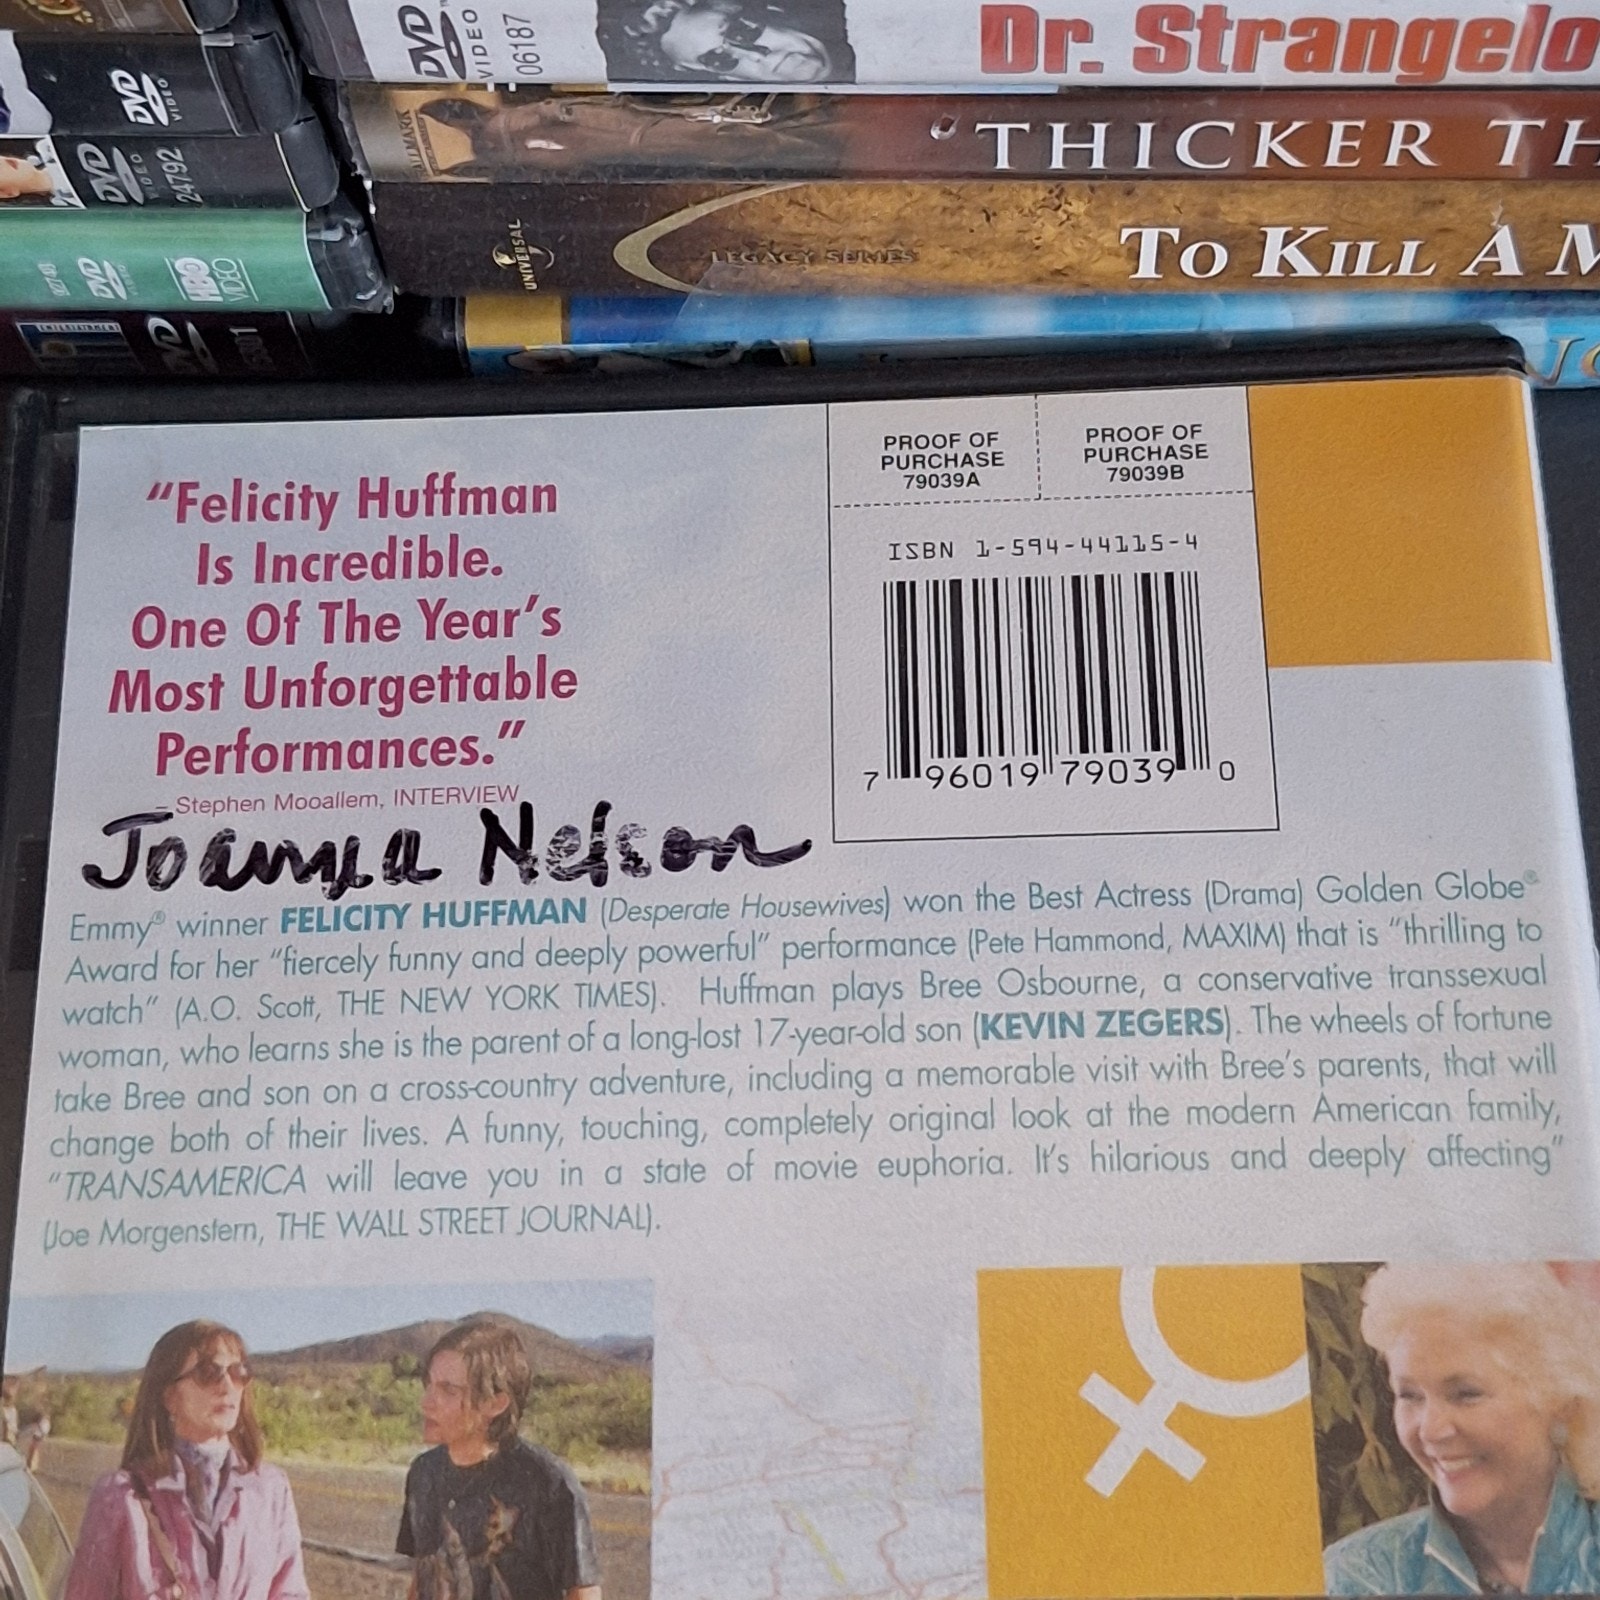 DVD
VIDEO
06187
Dr. Strangelo
DVD
VIDEO
HALLMARK
THICKER TH
DVD
VIDEO
24792
UNIVERSAL
LEGACY SERIES
TO KILL A M
DVD
HBO
VIDEO
DVD
JO
PROOF OF
PURCHASE
79039A
PROOF OF
PURCHASE
79039B
"Felicity Huffman
Is Incredible.
One Of The Year's
Most Unforgettable
Performances."
– Stephen Mooallem, INTERVIEW
ISBN 1-594-44115-4
7 96019 79039 0
Joanna Nelson
Emmy® winner FELICITY HUFFMAN (Desperate Housewives) won the Best Actress (Drama) Golden Globe®
Award for her "fiercely funny and deeply powerful" performance (Pete Hammond, MAXIM) that is "thrilling to
watch" (A.O. Scott, THE NEW YORK TIMES). Huffman plays Bree Osbourne, a conservative transsexual
woman, who learns she is the parent of a long-lost 17-year-old son (KEVIN ZEGERS). The wheels of fortune
take Bree and son on a cross-country adventure, including a memorable visit with Bree's parents, that will
change both of their lives. A funny, touching, completely original look at the modern American family,
"TRANSAMERICA will leave you in a state of movie euphoria. It's hilarious and deeply affecting"
(Joe Morgenstern, THE WALL STREET JOURNAL).